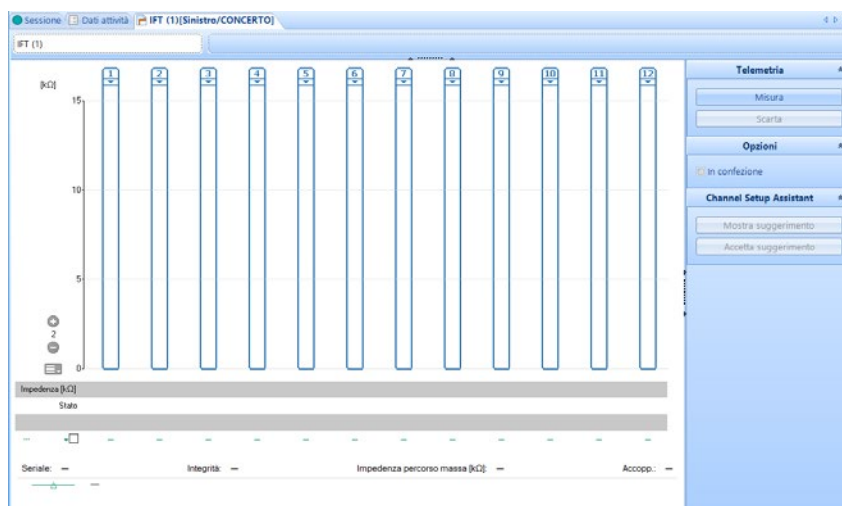 Sessione Dati attività IFT (1)[Sinistro/CONCERTO]
IFT (1)
Telemetria
Misura
Scarta
Opzioni
In confezione
Channel Setup Assistant
Mostra suggerimento
Accetta suggerimento
[kΩ]
1 2 3 4 5 6 7 8 9 10 11 12
15
10
5
2
0
Impedenza [kΩ]
Stato
Seriale: — Integrità: — Impedenza percorso massa [kΩ]: — Accopp.: —